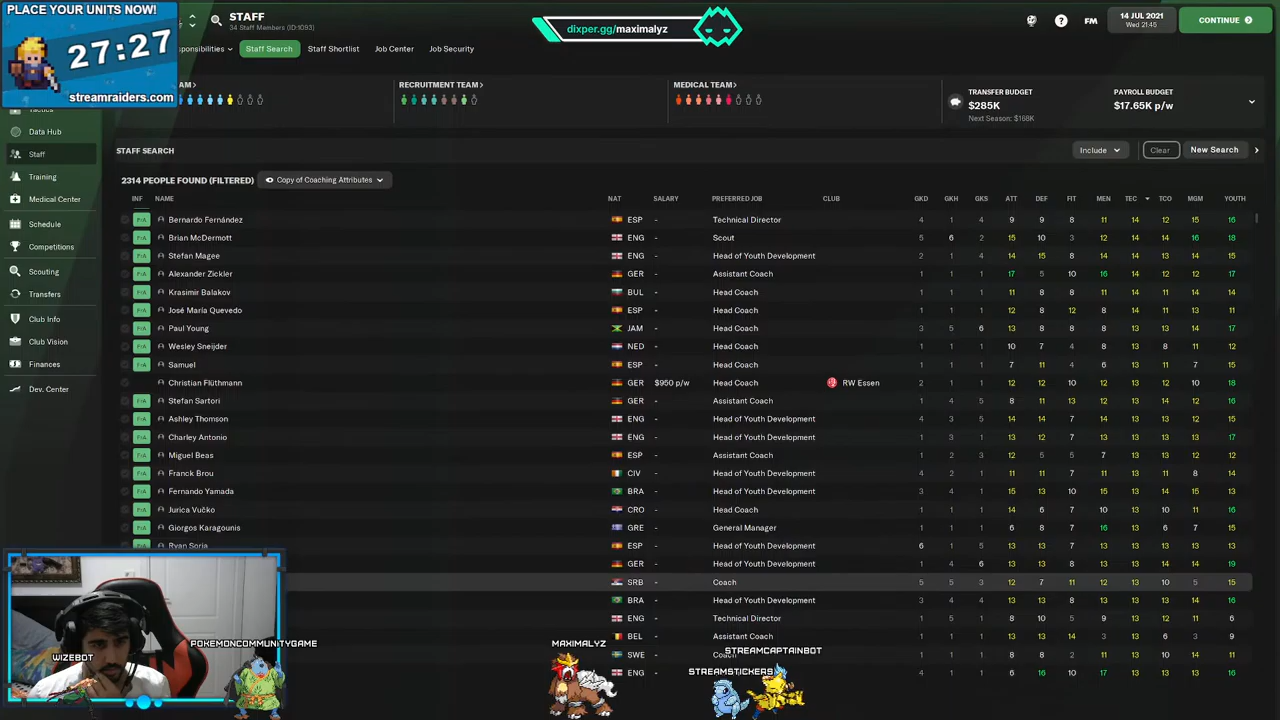 PLACE YOUR UNITS NOW!
27:27
streamraiders.com
STAFF
34 Staff Members (ID:1093)
dixper.gg/maximalyz
FM
14 JUL 2021
Wed 21:45
CONTINUE
ponsibilities
Staff Search
Staff Shortlist
Job Center
Job Security
AM
RECRUITMENT TEAM
MEDICAL TEAM
TRANSFER BUDGET
$285K
Next Season: $168K
PAYROLL BUDGET
$17.65K p/w
Tactics
Data Hub
Staff
Training
Medical Center
Schedule
Competitions
Scouting
Transfers
Club Info
Club Vision
Finances
Dev. Center
STAFF SEARCH
Include
Clear
New Search
2314 PEOPLE FOUND (FILTERED)
Copy of Coaching Attributes
INF NAME NAT SALARY PREFERRED JOB CLUB GKD GKH GKS ATT DEF FIT MEN TEC TCO MGM YOUTH
Bernardo Fernández ESP - Technical Director 4 1 4 9 9 8 11 14 12 15 16
Brian McDermott ENG - Scout 5 6 2 15 10 3 12 14 14 16 18
Stefan Magee ENG - Head of Youth Development 2 1 4 14 15 8 14 14 14 13 14 15
Alexander Zickler GER - Assistant Coach 1 1 1 17 5 10 16 14 12 12 17
Krasimir Balakov BUL - Head Coach 1 1 1 11 8 8 11 14 11 14 14
José María Quevedo ESP - Head Coach 1 1 1 12 8 12 8 14 11 13 11
Paul Young JAM - Head Coach 3 5 6 13 8 8 8 13 13 14 17
Wesley Sneijder NED - Head Coach 1 1 1 10 7 4 8 13 8 11 12
Samuel ESP - Head Coach 1 1 1 7 11 4 6 13 11 7 15
Christian Flüthmann GER $950 p/w Head Coach RW Essen 2 1 1 12 12 10 12 13 12 10 18
Stefan Sartori GER - Assistant Coach 1 4 5 8 11 13 12 13 14 12 16
Ashley Thomson ENG - Head of Youth Development 4 3 5 14 14 7 13 13 13 12 15
Charley Antonio ENG - Head of Youth Development 1 3 1 13 12 7 13 13 13 13 17
Miguel Beas ESP - Assistant Coach 1 2 3 12 5 5 7 13 12 12 12
Franck Brou CIV - Head of Youth Development 4 2 1 11 11 7 11 13 11 8 14
Fernando Yamada BRA - Head of Youth Development 3 4 1 15 13 10 15 13 14 15 13
Jurica Vučko CRO - Head Coach 1 1 1 14 6 7 10 13 10 11 16
Giorgos Karagounis GRE - General Manager 1 1 1 6 8 7 16 13 6 7 15
Ryan Soria ESP - Head of Youth Development 6 1 5 13 13 7 13 13 13 13 13
GER - Head of Youth Development 1 4 6 13 13 8 13 13 14 14 19
SRB - Coach 5 5 3 12 7 11 12 13 10 5 15
BRA - Head of Youth Development 3 4 4 13 13 8 13 13 13 14 16
ENG - Technical Director 1 5 1 8 10 5 9 13 12 11 6
BEL - Assistant Coach 1 1 1 13 13 14 3 13 6 3 9
SWE - Coach 1 1 8 8 2 11 13 10 14 11
ENG - 4 1 1 6 16 10 17 13 13 13 16
WIZEBOT
POKEMONCOMMUNITYGAME
MAXIMALYZ
STREAMCAPTAINBOT
STREAMSTICKERS